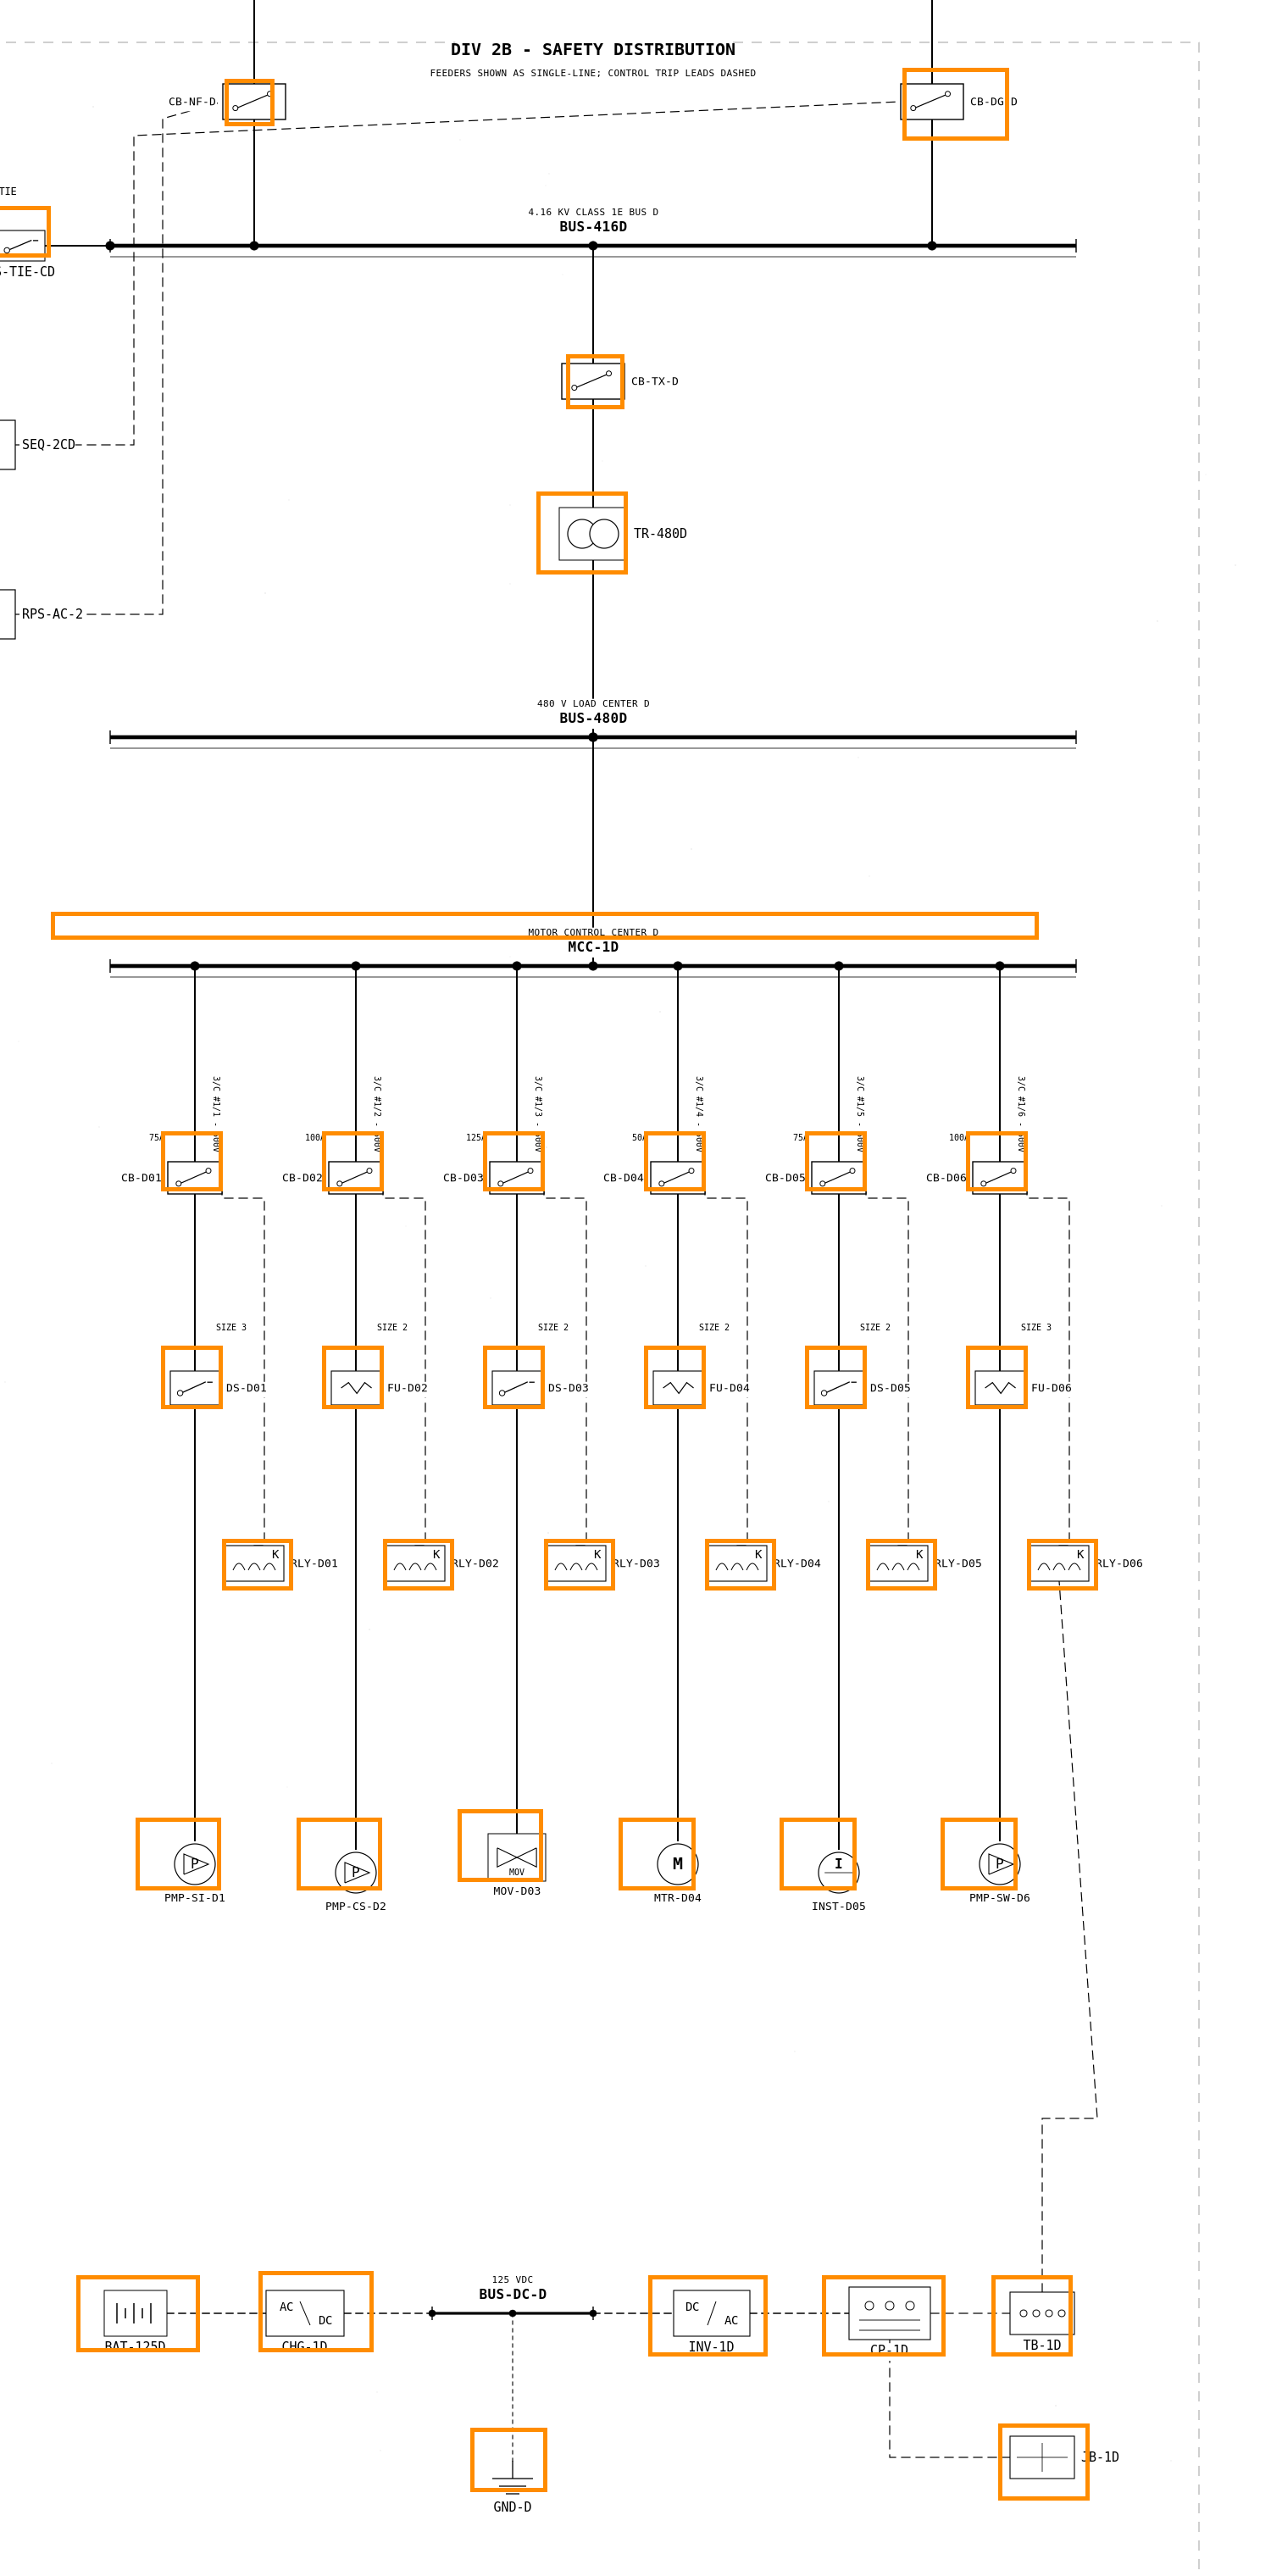 DIV 2B - SAFETY DISTRIBUTION
FEEDERS SHOWN AS SINGLE-LINE; CONTROL TRIP LEADS DASHED
CB-NF-D
TIE
-TIE-CD
4.16 KV CLASS 1E BUS D
BUS-416D
CB-TX-D
SEQ-2CD
TR-480D
RPS-AC-2
480 V LOAD CENTER D
BUS-480D
MOTOR CONTROL CENTER D
MCC-1D
3/C #1/1 -
3/C #1/2 -
3/C #1/3 -
3/C #1/4 -
3/C #1/5 -
3/C #1/6 -
75A 100A 125A 50A 75A 100A
CB-D01 CB-D02 CB-D03 CB-D04 CB-D05 CB-D06
SIZE 3 SIZE 2 SIZE 2 SIZE 2 SIZE 2 SIZE 3
DS-D01 FU-D02 DS-D03 FU-D04 DS-D05 FU-D06
K K K K K K
RLY-D01 RLY-D02 RLY-D03 RLY-D04 RLY-D05 RLY-D06
P P MOV M I P
PMP-SI-D1 PMP-CS-D2 MOV-D03 MTR-D04 INST-D05 PMP-SW-D6
125 VDC
BUS-DC-D
AC DC DC AC
BAT-125D CHG-1D INV-1D CP-1D TB-1D
JB-1D
GND-D